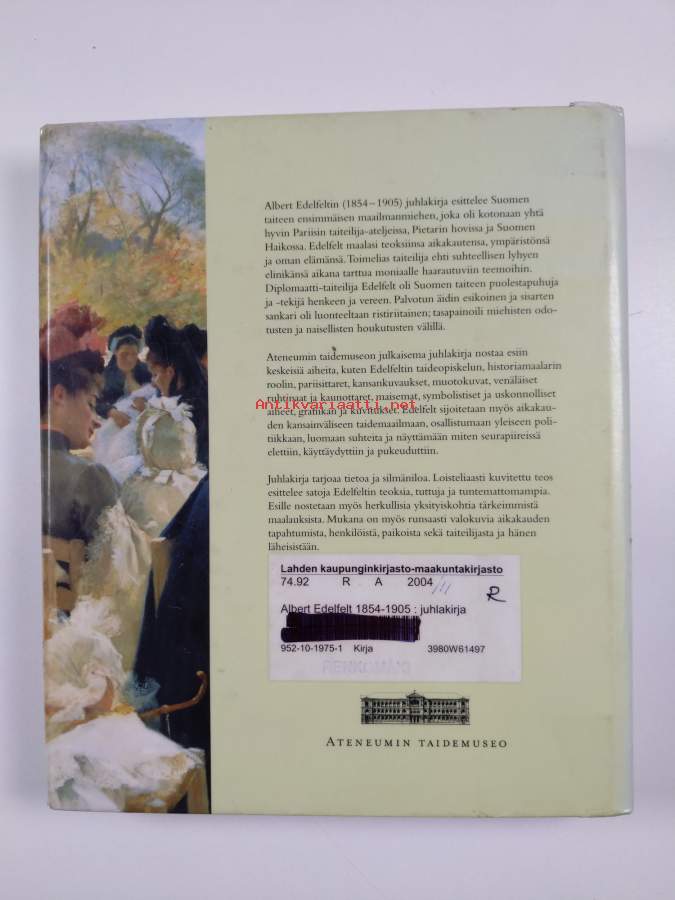 Albert Edelfeltin (1854–1905) juhlakirja esittelee Suomen
taiteen ensimmäisen maailmanmiehen, joka oli kotonaan yhtä
hyvin Pariisin taiteilija-ateljeissa, Pietarin hovissa ja Suomen
Haikossa. Edelfelt maalasi teoksiinsa aikakautensa, ympäristönsä
ja oman elämänsä. Toimelias taiteilija ehti suhteellisen lyhyen
elinikänsä aikana tarttua moniaalle haarautuviin teemoihin.
Diplomaatti-taiteilija Edelfelt oli Suomen taiteen puolestapuhuja
ja -tekijä henkeen ja vereen. Palvotun äidin esikoinen ja sisarten
sankari oli luonteeltaan ristiriitainen; tasapainoili miehisten odo-
tusten ja naisellisten houkutusten välillä.
Ateneumin taidemuseon julkaisema juhlakirja nostaa esiin
keskeisiä aiheita, kuten Edelfeltin taideopiskelun, historiamaalarin
roolin, pariisittaret, kansankuvaukset, muotokuvat, venäläiset
ruhtinaat ja kaunottaret, maisemat, symbolistiset ja uskonnolliset
Antikvariaatti.net
aiheet, grafiikan ja kuvitukset. Edelfelt sijoitetaan myös aikakau-
den kansainväliseen taidemaailmaan, osallistumaan yleiseen poli-
tiikkaan, luomaan suhteita ja näyttämään miten seurapiireissä
elettiin, käyttäydyttiin ja pukeuduttiin.
Juhlakirja tarjoaa tietoa ja silmäniloa. Loisteliaasti kuvitettu teos
esittelee satoja Edelfeltin teoksia, tuttuja ja tuntemattomampia.
Esille nostetaan myös herkullisia yksityiskohtia tärkeimmistä
maalauksista. Mukana on myös runsaasti valokuvia aikakauden
tapahtumista, henkilöistä, paikoista sekä taiteilijasta ja hänen
läheisistään.
Lahden kaupunginkirjasto-maakuntakirjasto
74.92 R A 2004 /11 R
Albert Edelfelt 1854-1905 : juhlakirja
952-10-1975-1 Kirja 3980W61497
ATENEUMIN TAIDEMUSEO